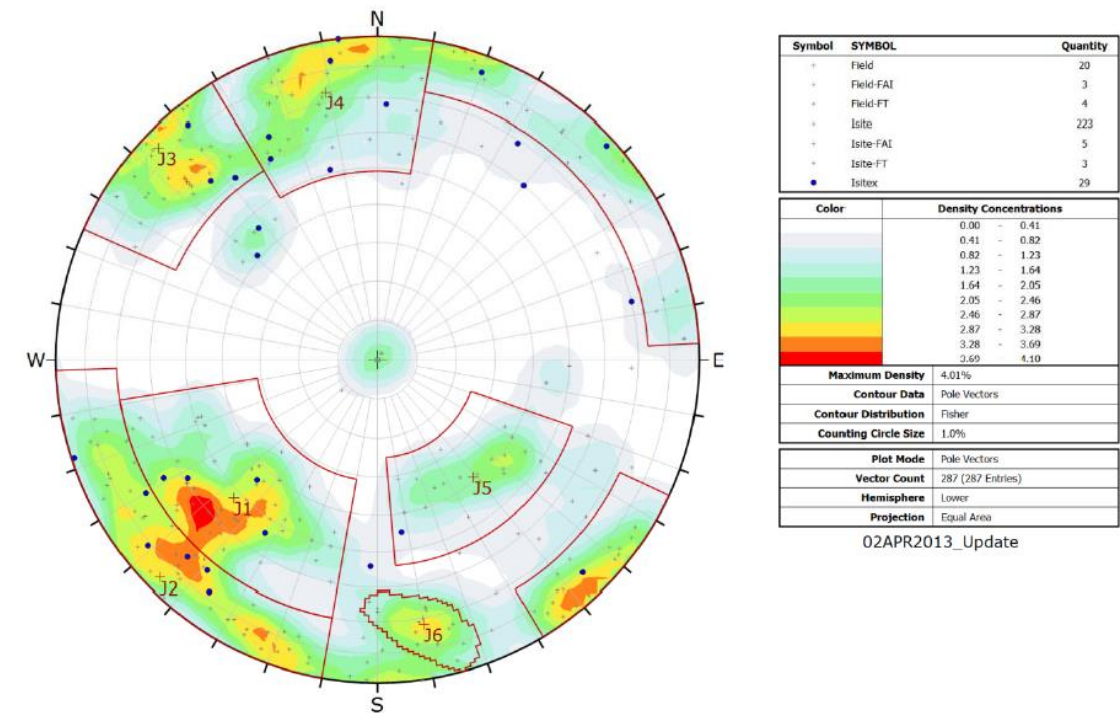 N
J4
J3
W
E
J1
J5
J2
J6
S
Symbol SYMBOL Quantity
Field 20
Field-FAI 3
Field-FT 4
Isite 223
Isite-FAI 5
Isite-FT 3
Isitex 29
Color Density Concentrations
0.00 - 0.41
0.41 - 0.82
0.82 - 1.23
1.23 - 1.64
1.64 - 2.05
2.05 - 2.46
2.46 - 2.87
2.87 - 3.28
3.28 - 3.69
3.69 - 4.10
Maximum Density 4.01%
Contour Data Pole Vectors
Contour Distribution Fisher
Counting Circle Size 1.0%
Plot Mode Pole Vectors
Vector Count 287 (287 Entries)
Hemisphere Lower
Projection Equal Area
02APR2013_Update